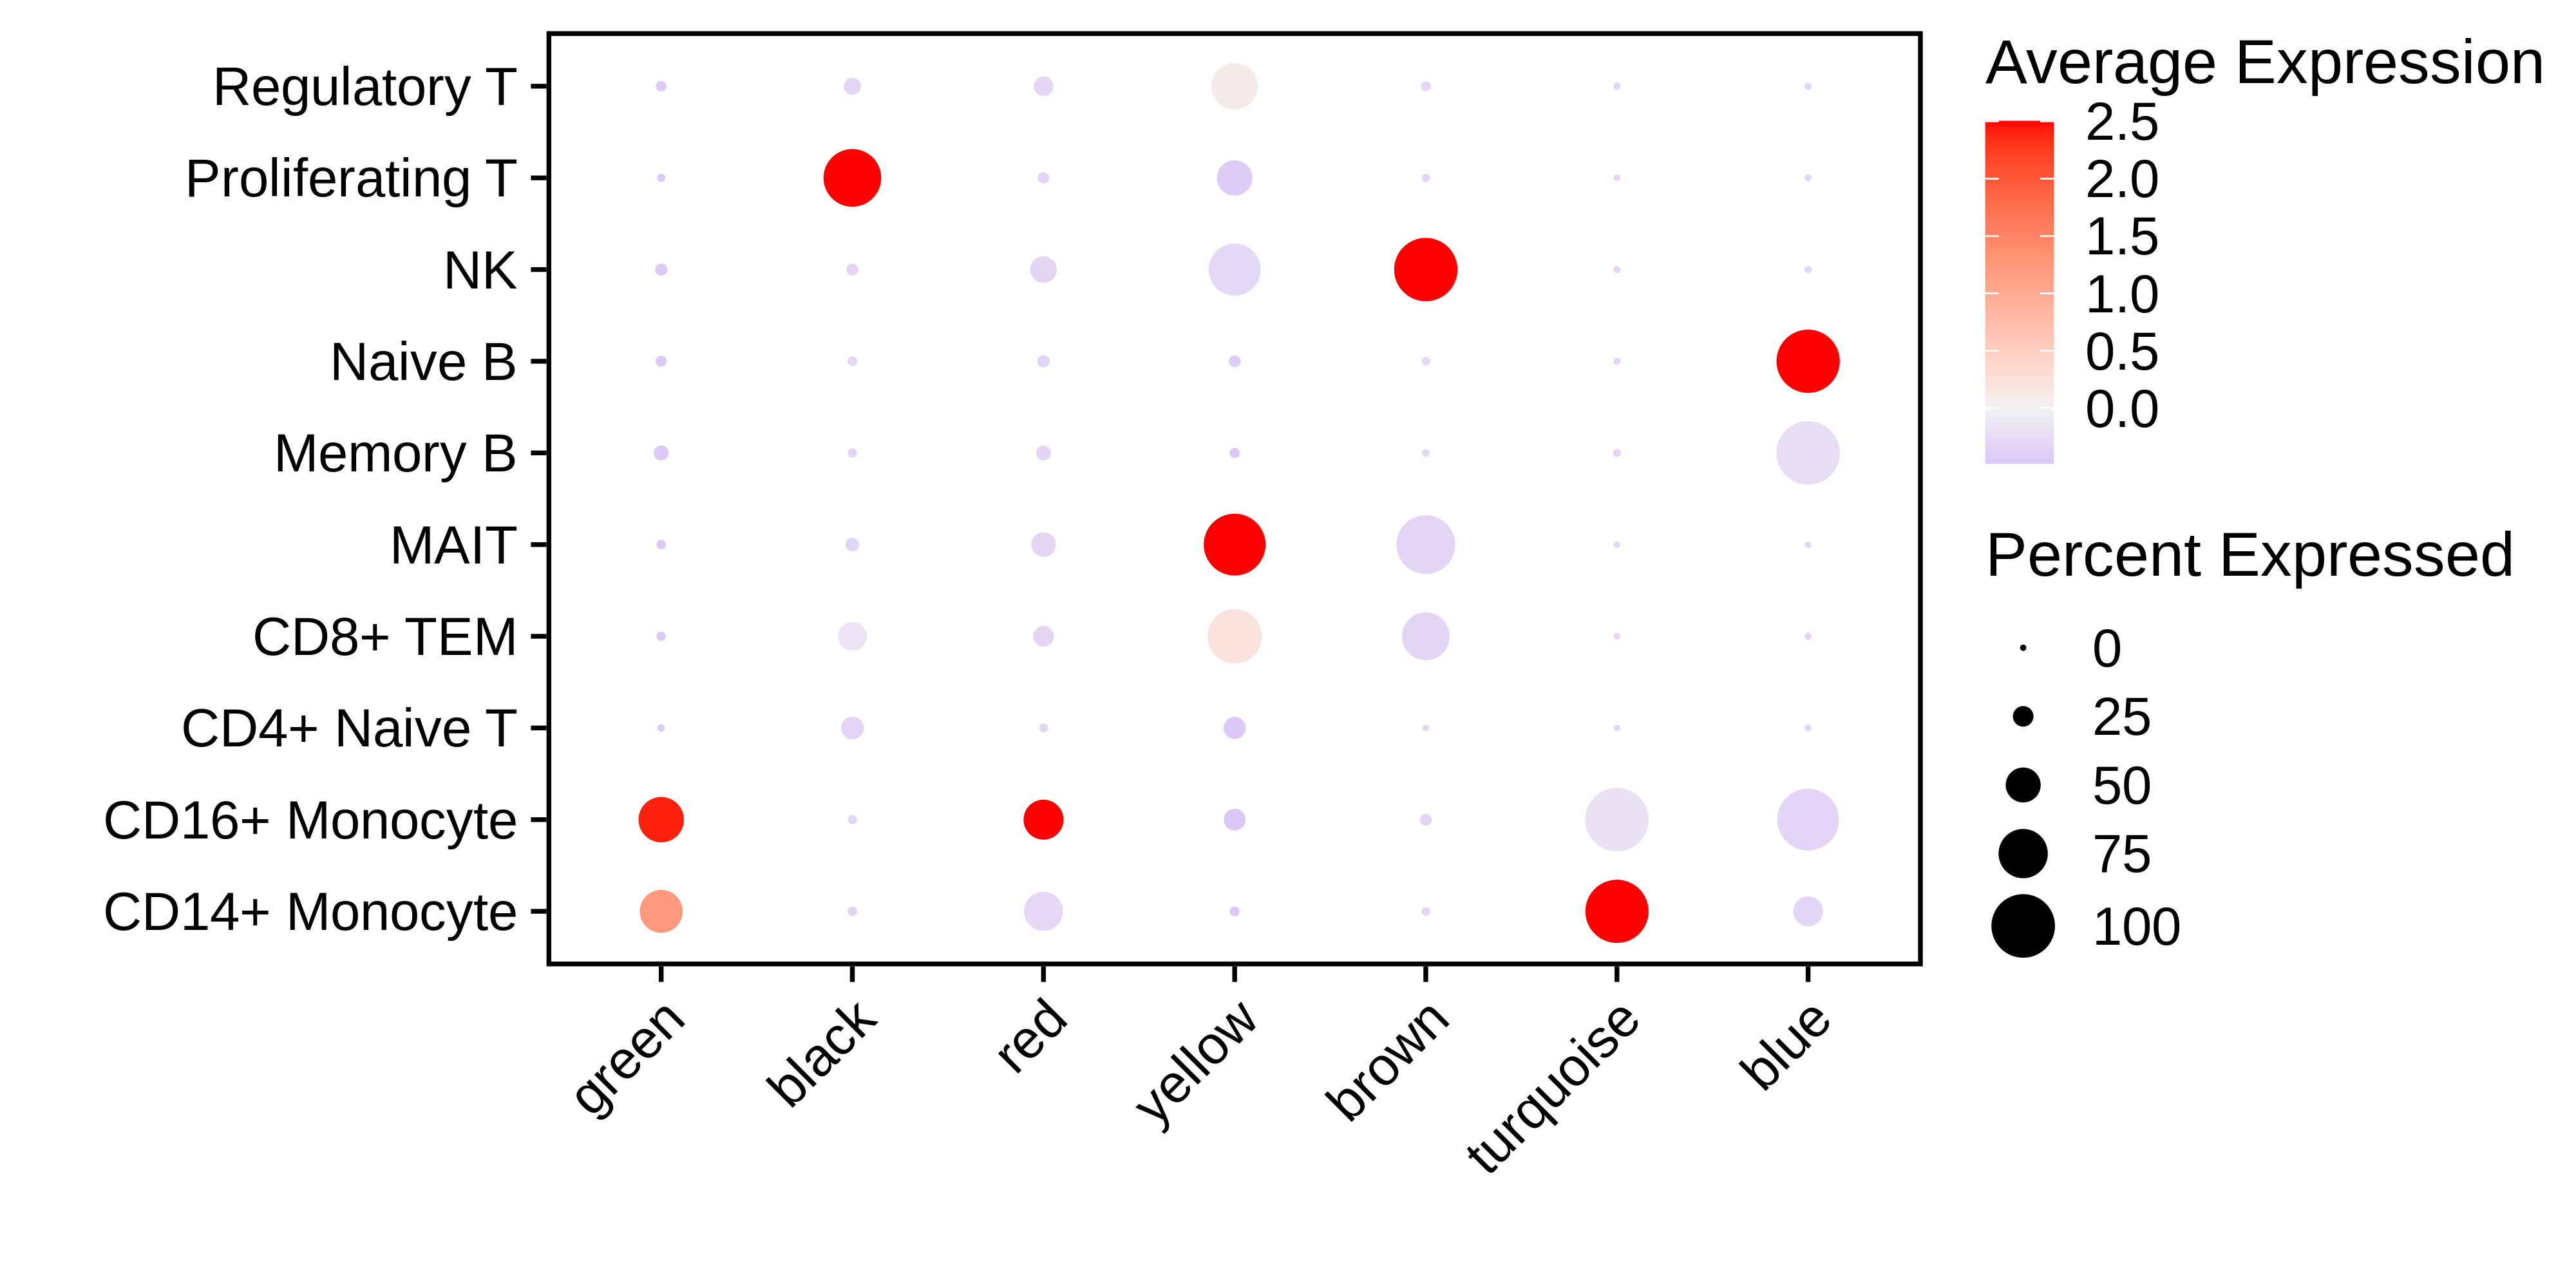 Regulatory T
Proliferating T
NK
Naive B
Memory B
MAIT
CD8+ TEM
CD4+ Naive T
CD16+ Monocyte
CD14+ Monocyte
green
black
red
yellow
brown
turquoise
blue
Average Expression
2.5
2.0
1.5
1.0
0.5
0.0
Percent Expressed
0
25
50
75
100